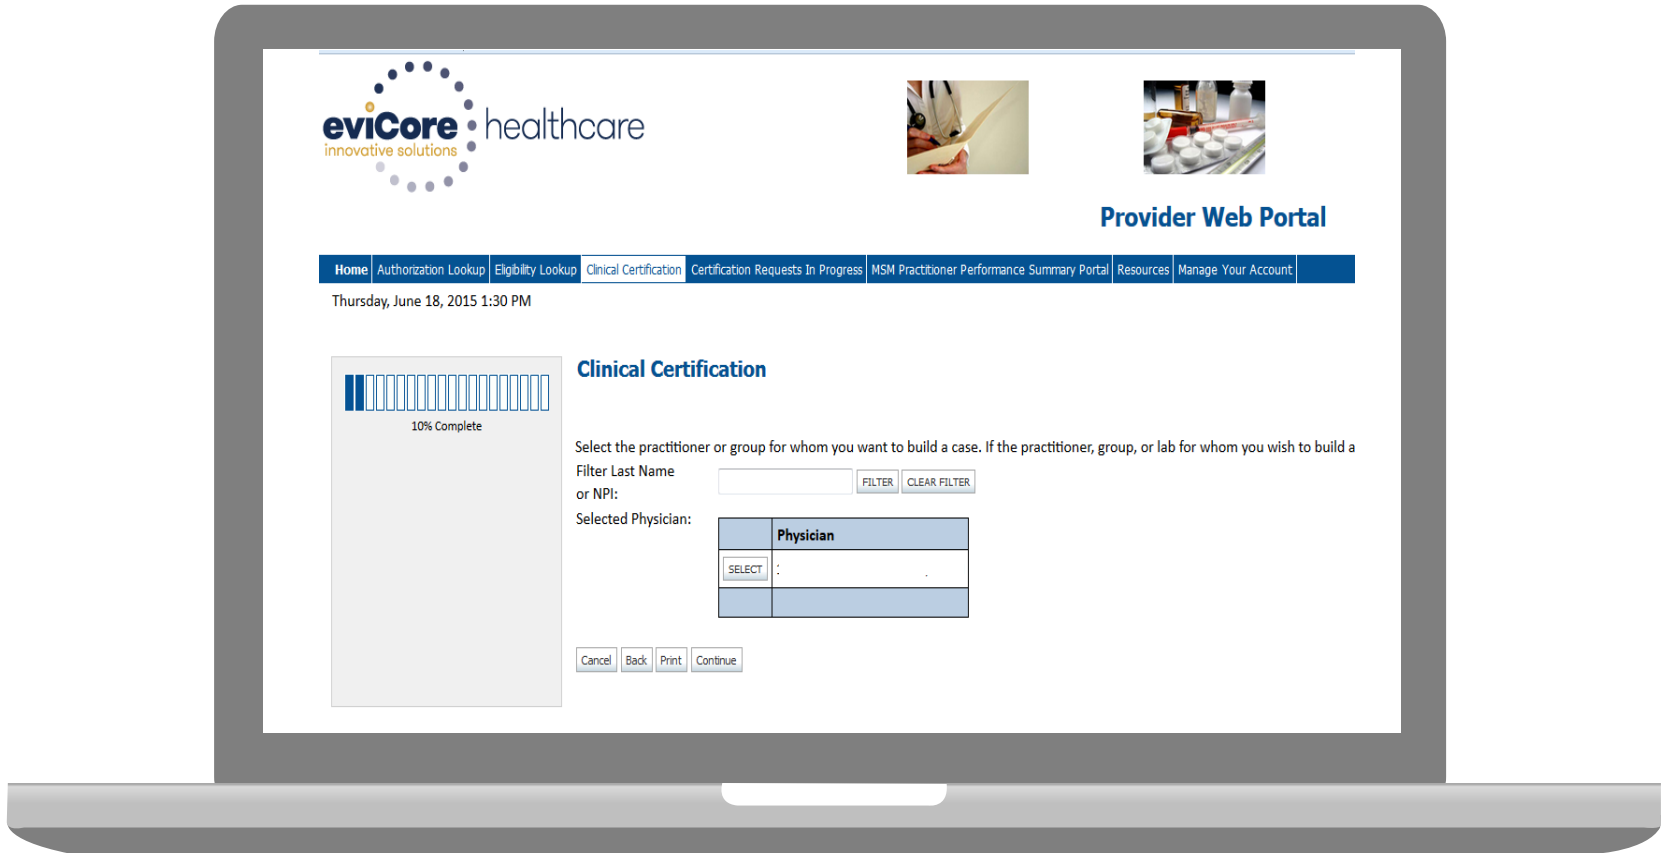 eviCore healthcare
innovative solutions
Provider Web Portal
Home Authorization Lookup Eligibility Lookup Clinical Certification Certification Requests In Progress MSM Practitioner Performance Summary Portal Resources Manage Your Account
Thursday, June 18, 2015 1:30 PM
Clinical Certification
10% Complete
Select the practitioner or group for whom you want to build a case. If the practitioner, group, or lab for whom you wish to build a
Filter Last Name
or NPI:
FILTER CLEAR FILTER
Selected Physician:
Physician
SELECT
Cancel Back Print Continue